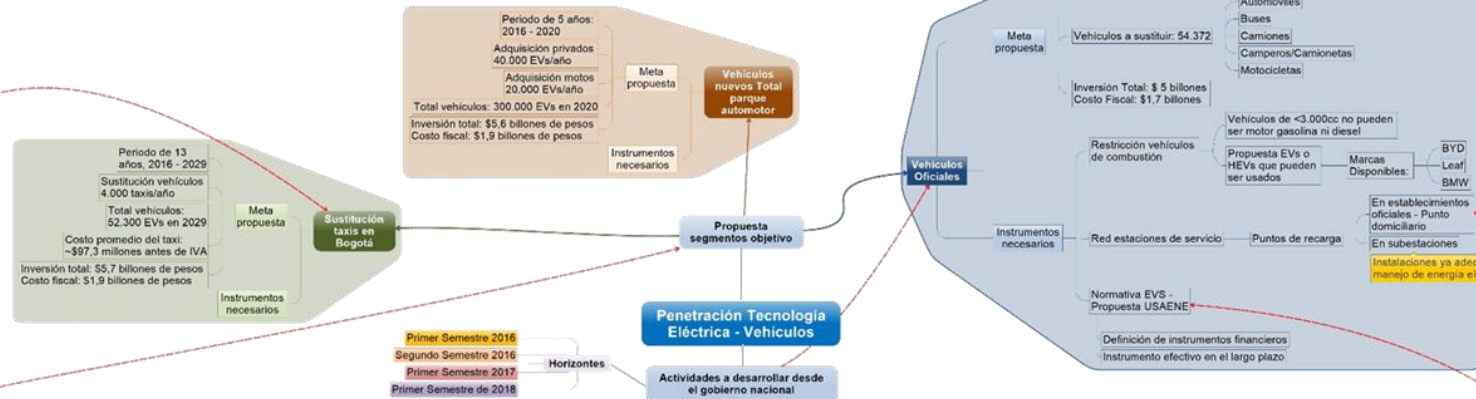 Periodo de 5 años:
2016 - 2020
Adquisición privados
40.000 EVs/año
Adquisición motos
20.000 EVs/año
Total vehículos: 300.000 EVs en 2020
Inversión total: $5,6 billones de pesos
Costo fiscal: $1,9 billones de pesos
Meta
propuesta
Instrumentos
necesarios
Vehículos
nuevos Total
parque
automotor
Periodo de 13
años, 2016 - 2029
Sustitución vehículos
4.000 taxis/año
Total vehículos:
52.300 EVs en 2029
Costo promedio del taxi:
~$97,3 millones antes de IVA
Inversión total: $5,7 billones de pesos
Costo fiscal: $1,9 billones de pesos
Meta
propuesta
Instrumentos
necesarios
Sustitución
taxis en
Bogotá
Propuesta
segmentos objetivo
Penetración Tecnología
Eléctrica - Vehículos
Primer Semestre 2016
Segundo Semestre 2016
Primer Semestre 2017
Primer Semestre de 2018
Horizontes
Actividades a desarrollar desde
el gobierno nacional
Vehículos
Oficiales
Meta
propuesta
Vehículos a sustituir: 54.372
Automóviles
Buses
Camiones
Camperos/Camionetas
Motocicletas
Inversión Total: $ 5 billones
Costo Fiscal: $1,7 billones
Instrumentos
necesarios
Restricción vehículos
de combustión
Vehículos de <3.000cc no pueden
ser motor gasolina ni diesel
Propuesta EVs o
HEVs que pueden
ser usados
Marcas
Disponibles:
BYD
Leaf
BMW
Red estaciones de servicio
Puntos de recarga
En establecimientos
oficiales - Punto
domiciliario
En subestaciones
Instalaciones ya
manejo de energía
Normativa EVS -
Propuesta USAENE
Definición de instrumentos financieros
Instrumento efectivo en el largo plazo